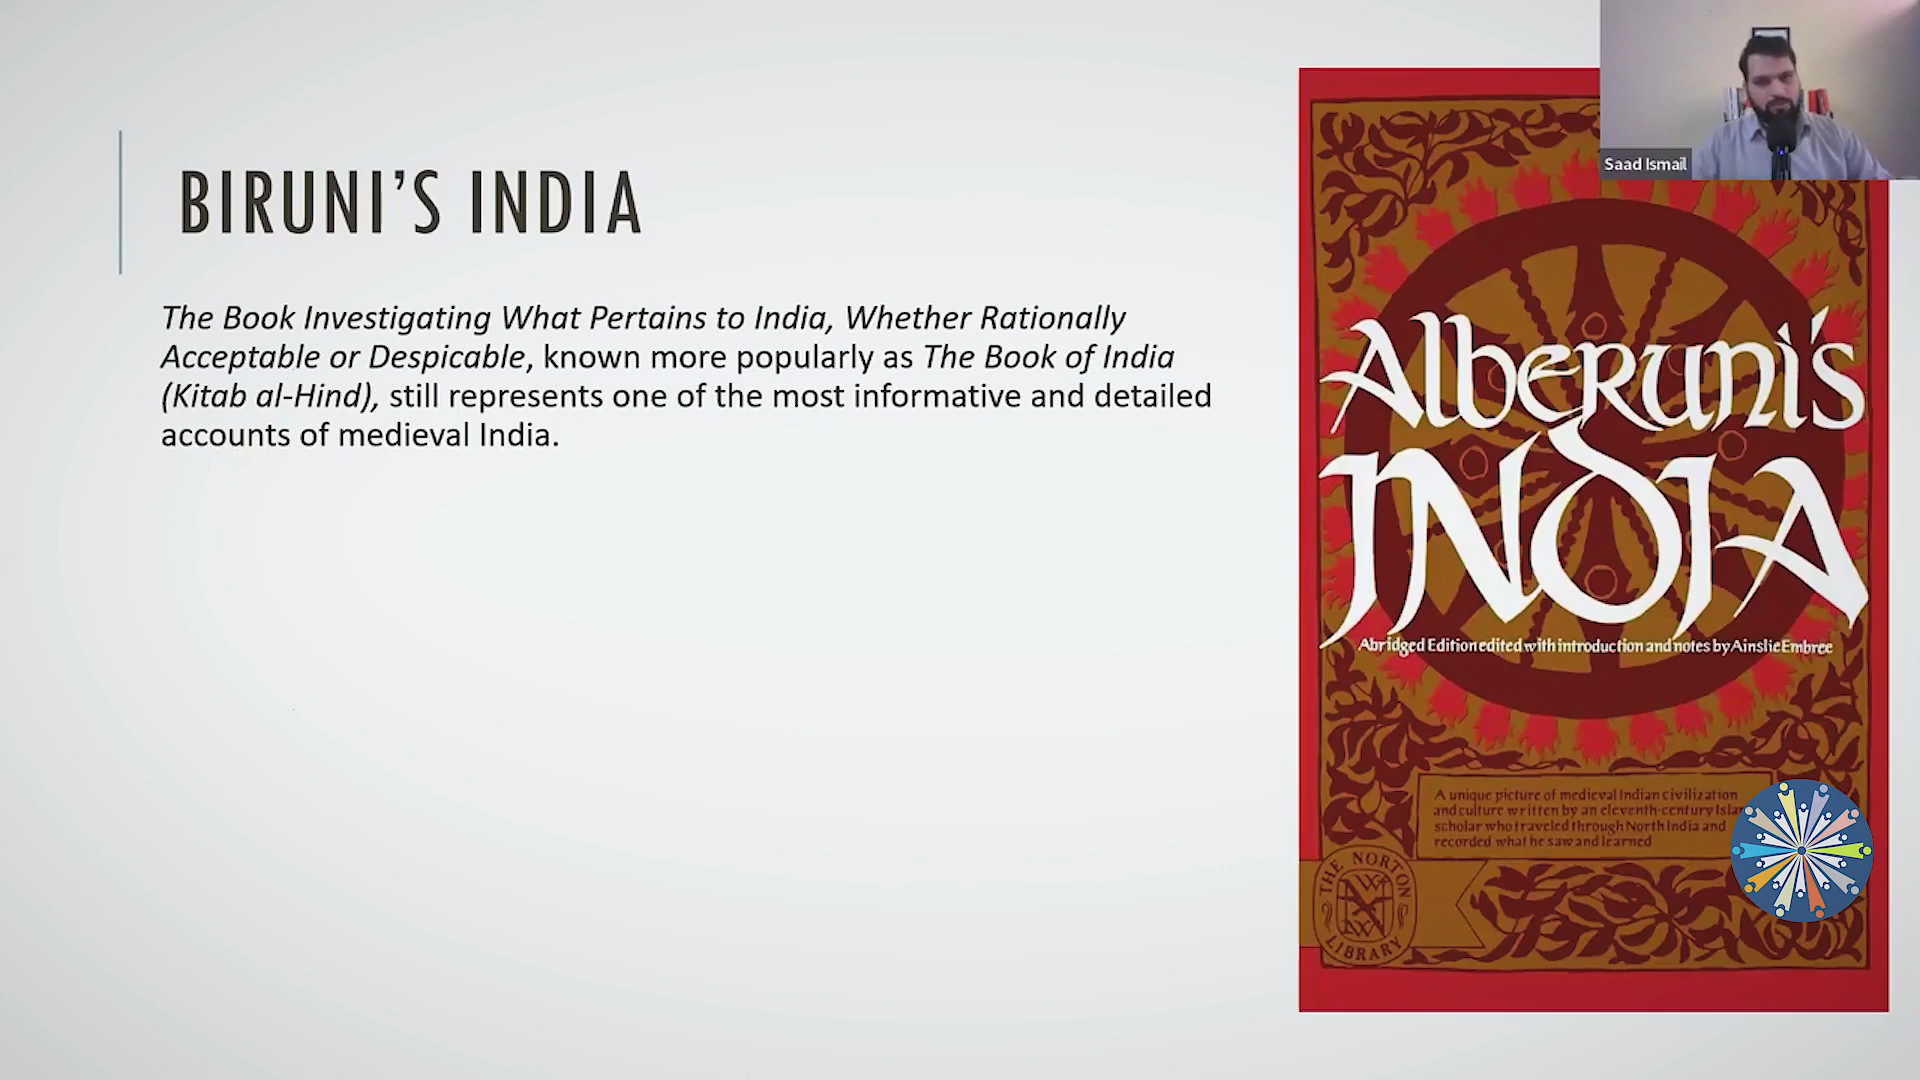 Saad Ismail
BIRUNI'S INDIA
The Book Investigating What Pertains to India, Whether Rationally
Acceptable or Despicable, known more popularly as The Book of India
(Kitab al-Hind), still represents one of the most informative and detailed
accounts of medieval India.
Alberuni's
INDIA
Abridged Edition edited with introduction and notes by Ainslie Embree
A unique picture of medieval Indian civilization
and culture written by an eleventh-century
scholar who traveled through North India and
recorded what he saw and learned
THE NORTON
LIBRARY